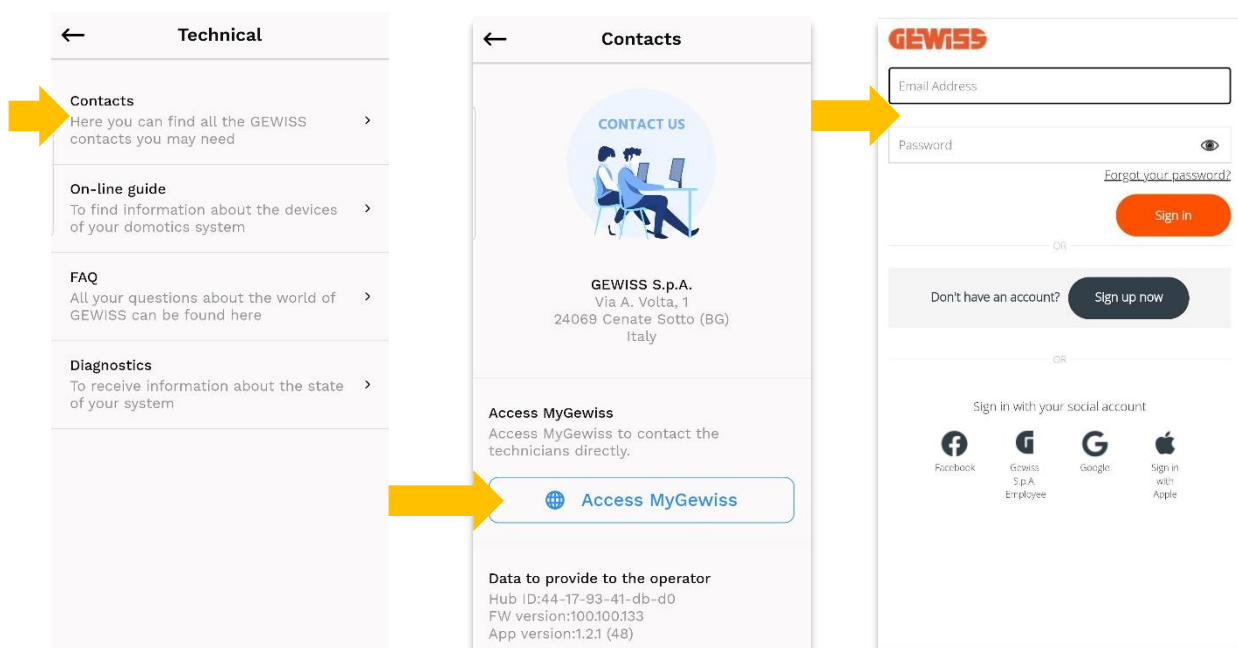 Technical
Contacts
Here you can find all the GEWISS
contacts you may need
On-line guide
To find information about the devices
of your domotics system
FAQ
All your questions about the world of
GEWISS can be found here
Diagnostics
To receive information about the state
of your system
Contacts
CONTACT US
GEWISS S.p.A.
Via A. Volta, 1
24069 Cenate Sotto (BG)
Italy
Access MyGewiss
Access MyGewiss to contact the
technicians directly.
Access MyGewiss
Data to provide to the operator
Hub ID:44-17-93-41-db-d0
FW version:100.100.133
App version:1.2.1 (48)
GEWiSS
Email Address
Password
Forgot your password?
Sign in
OR
Don't have an account?
Sign up now
OR
Sign in with your social account
Facebook
Gewiss
S.p.A.
Employee
Google
Sign in
with
Apple